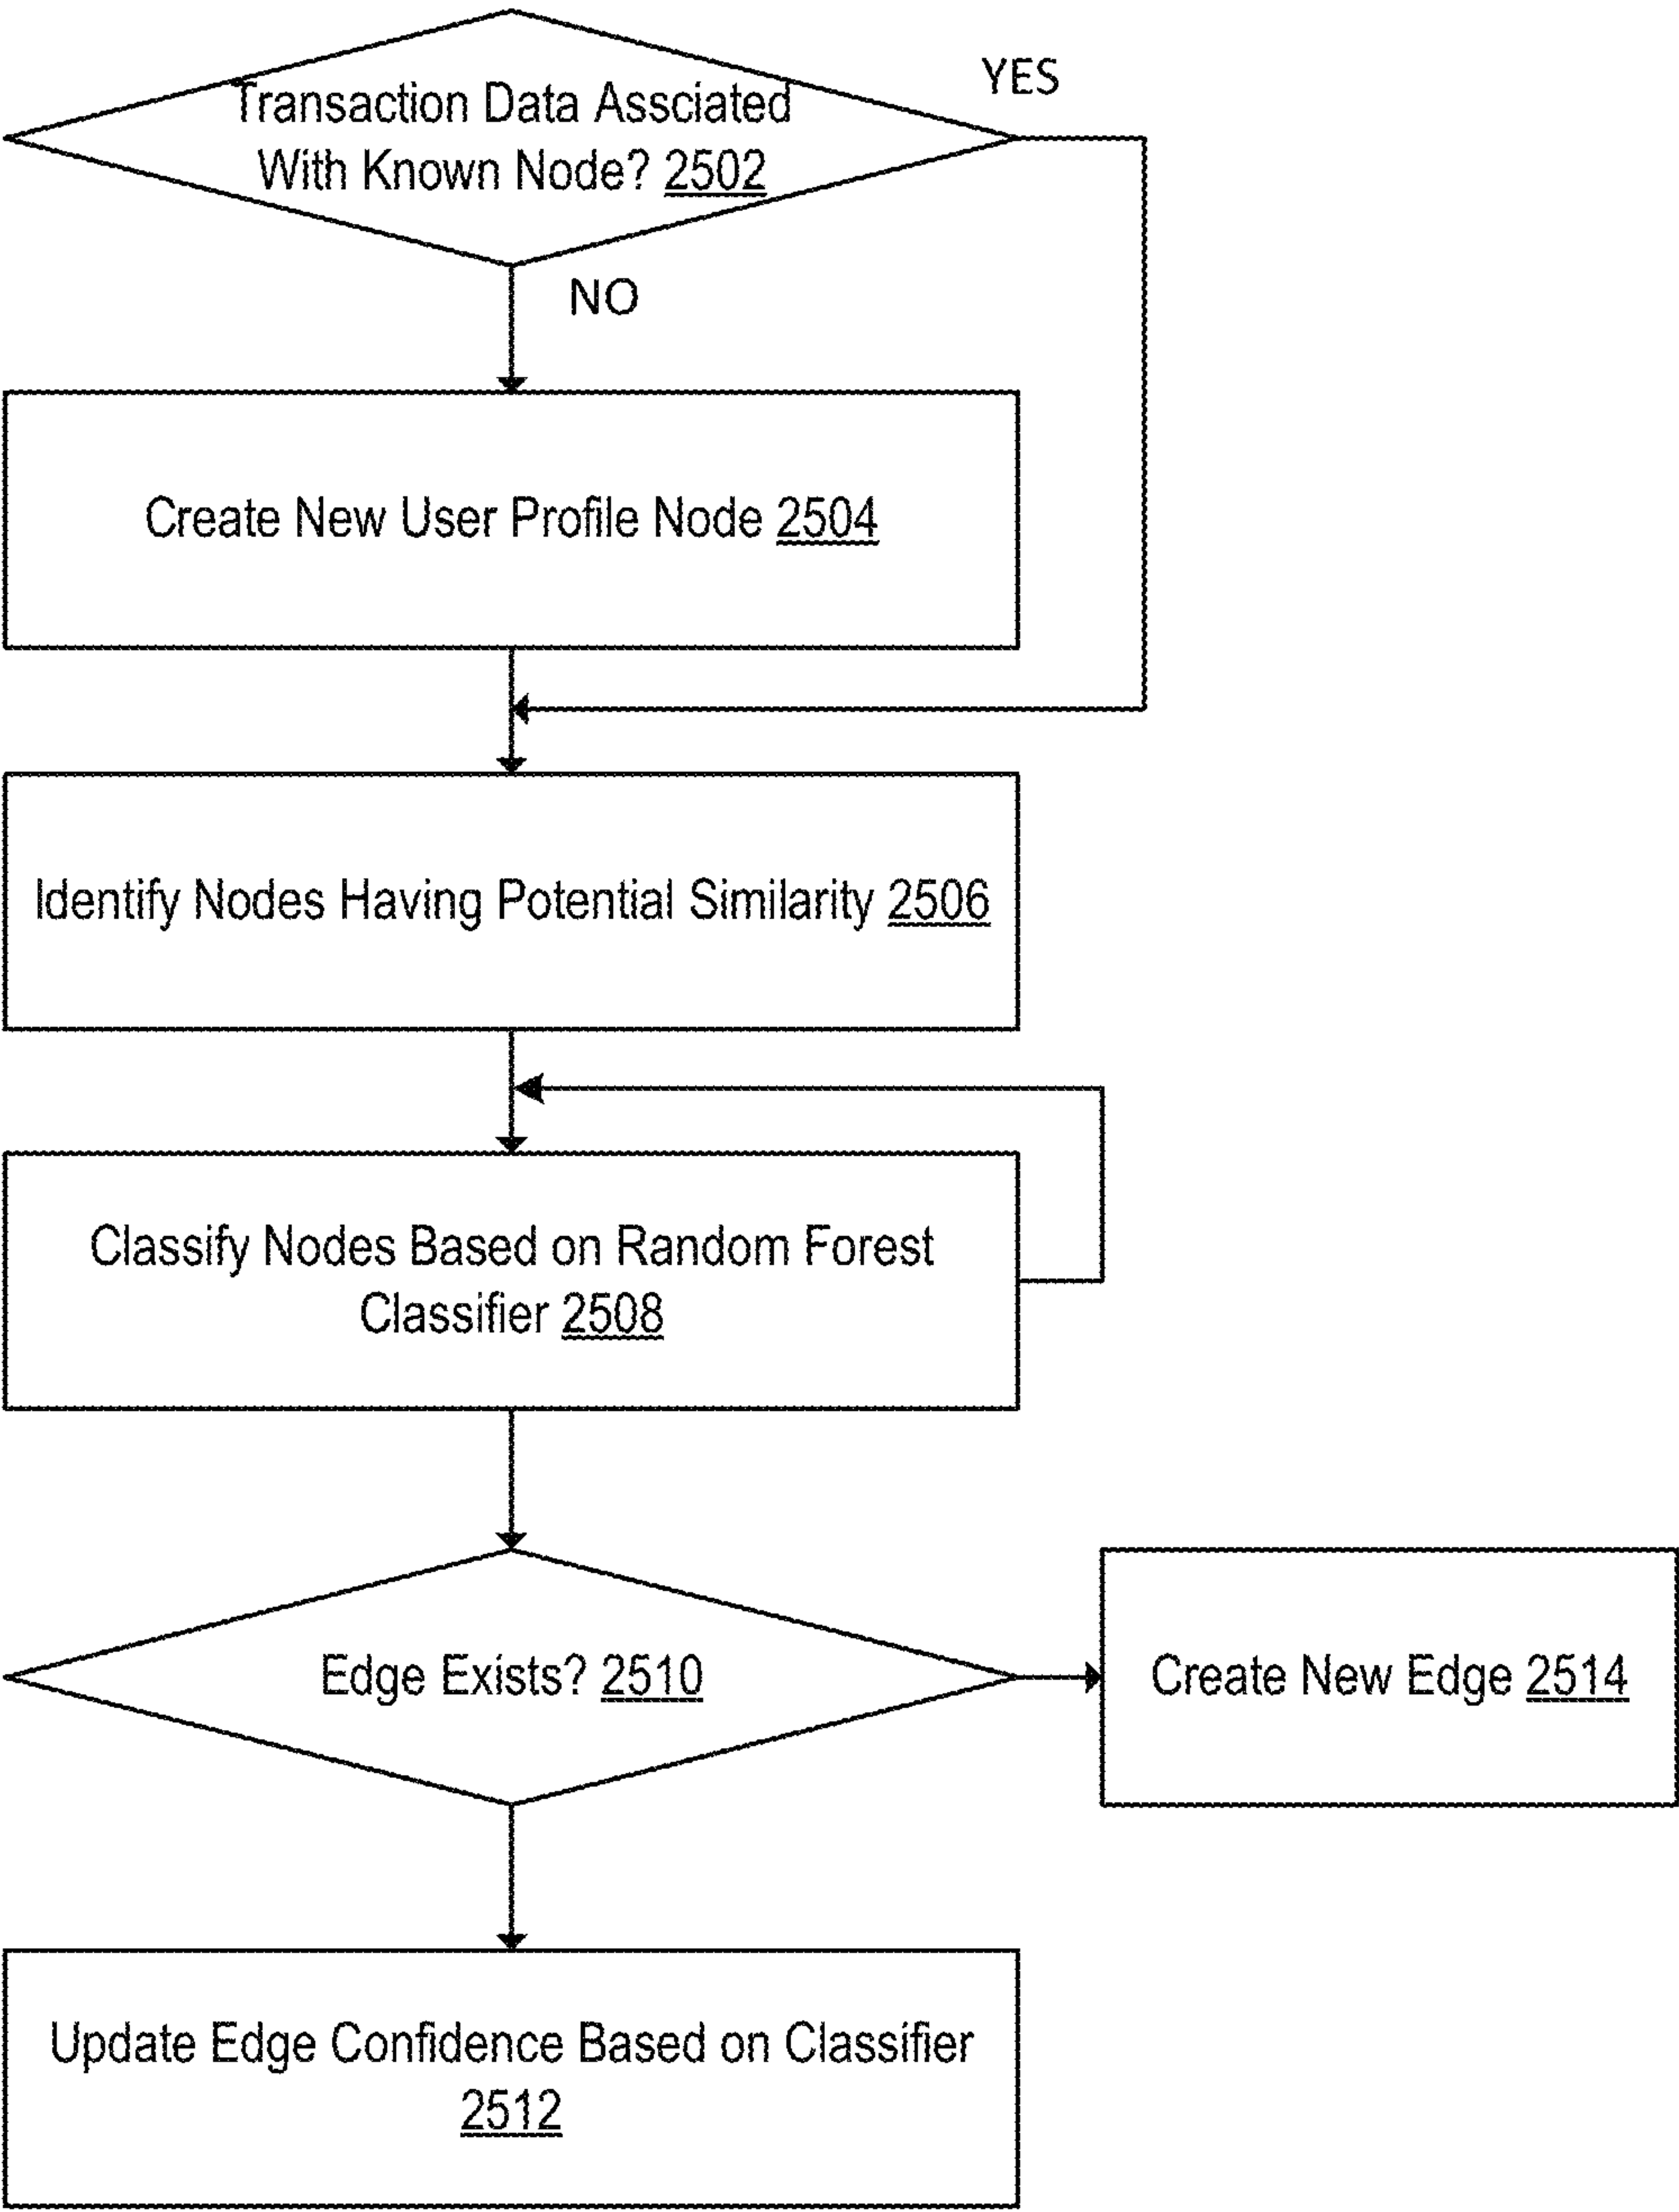 YES
Transaction Data Assciated
With Known Node? 2502
NO
Create New User Profile Node 2504
Identify Nodes Having Potential Similarity 2506
Classify Nodes Based on Random Forest
Classifier 2508
Edge Exists? 2510
Create New Edge 2514
Update Edge Confidence Based on Classifier
2512